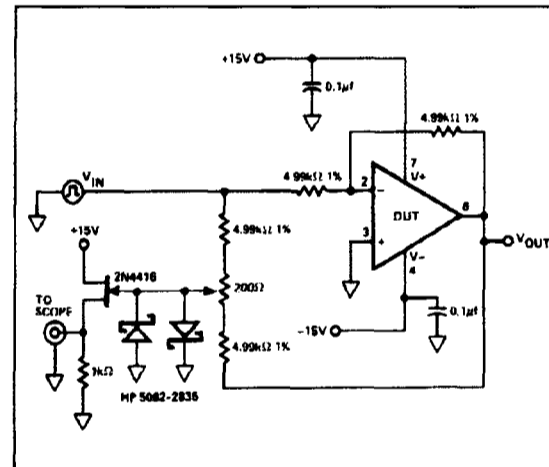 +15V
0.1µf
4.99kΩ 1%
7
V+
4.99kΩ 1%
2
−
DUT
6
VOUT
3
+
V−
4
0.1µf
−15V
VIN
+15V
4.99kΩ 1%
2N4416
200Ω
TO
SCOPE
4.99kΩ 1%
1kΩ
HP 5082-2835